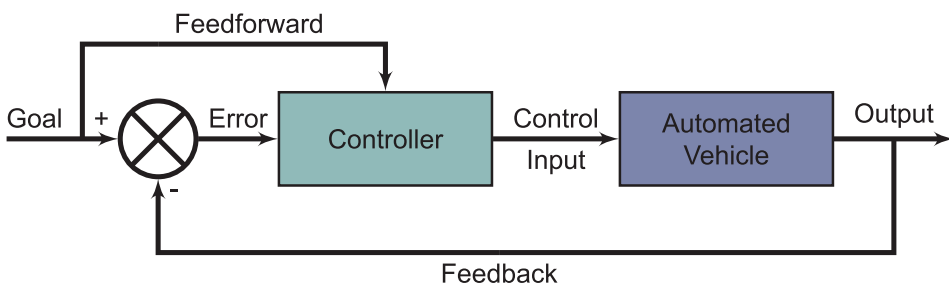 Feedforward
Goal
+
Error
Controller
Control
Input
Automated
Vehicle
Output
-
Feedback